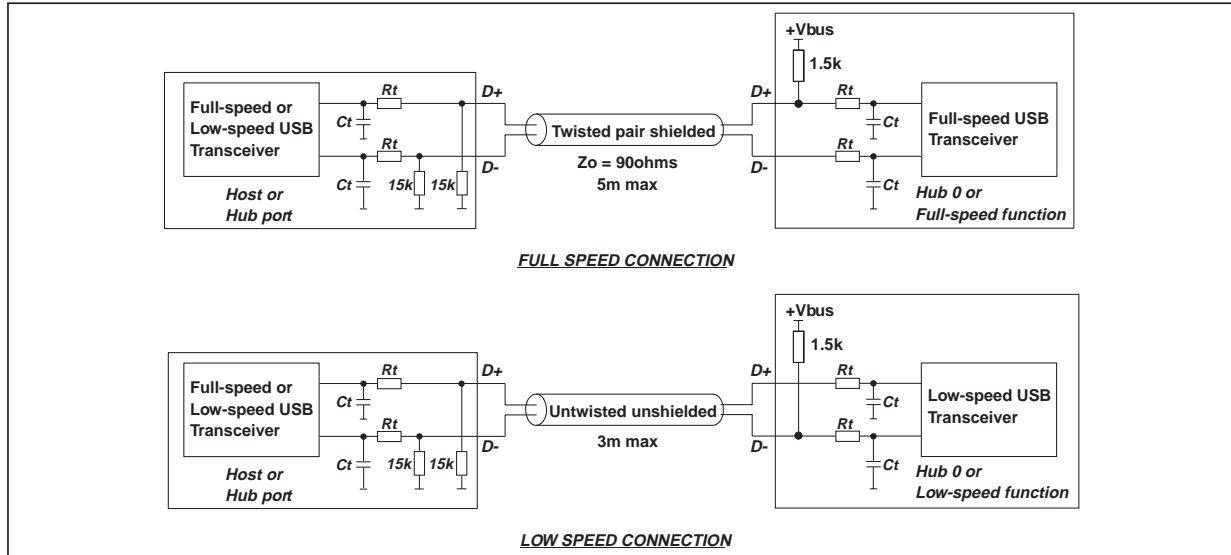 +Vbus
1.5k
Rt
D+
D+
Rt
Full-speed or
Low-speed USB
Transceiver
Ct
Twisted pair shielded
Ct
Full-speed USB
Transceiver
Rt
Zo = 90ohms
Rt
D-
D-
Ct
15k
15k
5m max
Ct
Host or
Hub port
Hub 0 or
Full-speed function
FULL SPEED CONNECTION
+Vbus
1.5k
Rt
D+
D+
Rt
Full-speed or
Low-speed USB
Transceiver
Ct
Untwisted unshielded
Ct
Low-speed USB
Transceiver
Rt
3m max
Rt
D-
D-
Ct
15k
15k
Ct
Host or
Hub port
Hub 0 or
Low-speed function
LOW SPEED CONNECTION